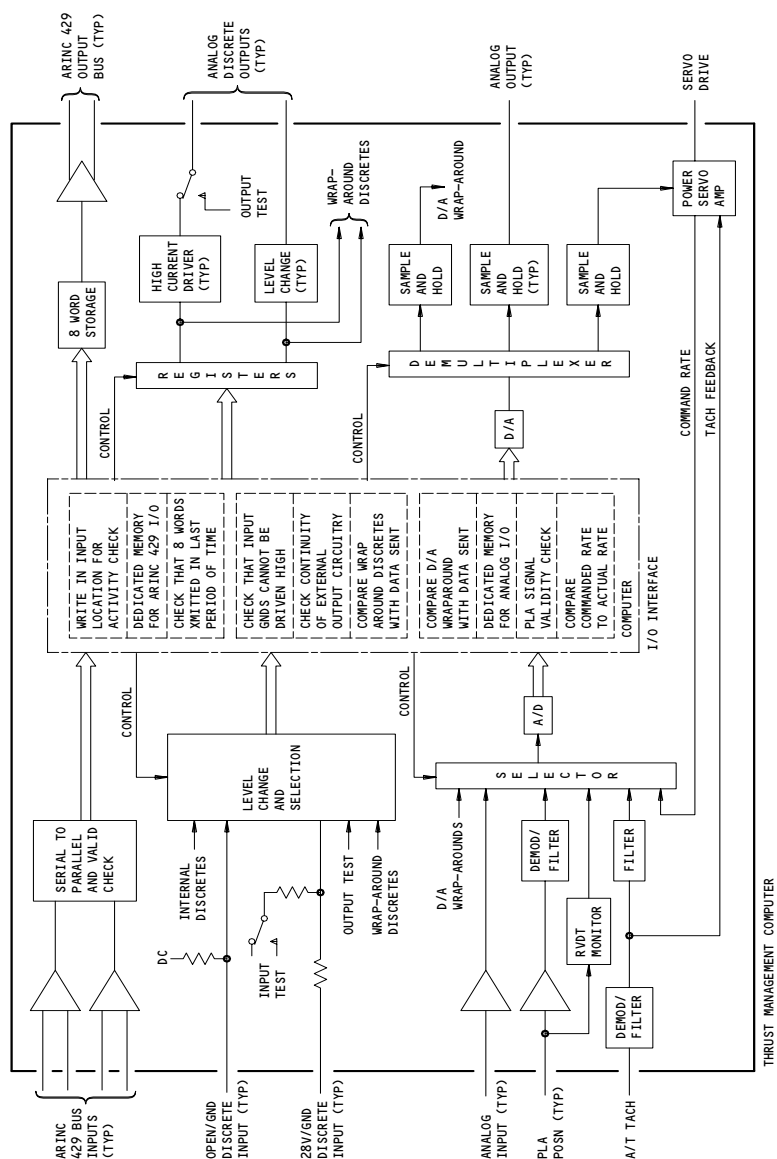 ARINC
429 BUS
INPUTS
(TYP)
SERIAL TO
PARALLEL
AND VALID
CHECK
OPEN/GND
DISCRETE
INPUT (TYP)
28V/GND
DISCRETE
INPUT (TYP)
DC
INPUT
TEST
INTERNAL
DISCRETES
OUTPUT TEST
WRAP-AROUND
DISCRETES
LEVEL
CHANGE
AND
SELECTION
CONTROL
ANALOG
INPUT (TYP)
PLA
POSN (TYP)
A/T TACH
D/A
WRAP-AROUNDS
DEMOD/
FILTER
RVDT
MONITOR
DEMOD/
FILTER
FILTER
SELECTOR
A/D
CONTROL
WRITE IN INPUT
LOCATION FOR
ACTIVITY CHECK
DEDICATED MEMORY
FOR ARINC 429 I/O
CHECK THAT 8 WORDS
XMITTED IN LAST
PERIOD OF TIME
CHECK THAT INPUT
GNDS CANNOT BE
DRIVEN HIGH
CHECK CONTINUITY
OF EXTERNAL
OUTPUT CIRCUITRY
COMPARE WRAP
AROUND DISCRETES
WITH DATA SENT
COMPARE D/A
WRAPAROUND
WITH DATA SENT
DEDICATED MEMORY
FOR ANALOG I/O
PLA SIGNAL
VALIDITY CHECK
COMPARE
COMMANDED RATE
TO ACTUAL RATE
COMPUTER
I/O INTERFACE
CONTROL
8 WORD
STORAGE
ARINC 429
OUTPUT
BUS (TYP)
REGISTERS
HIGH
CURRENT
DRIVER
(TYP)
LEVEL
CHANGE
(TYP)
OUTPUT
TEST
ANALOG
DISCRETE
OUTPUTS
(TYP)
WRAP-
AROUND
DISCRETES
CONTROL
D/A
DEMULTIPLEXER
SAMPLE
AND
HOLD
D/A
WRAP-AROUND
SAMPLE
AND
HOLD
(TYP)
ANALOG
OUTPUT
(TYP)
SAMPLE
AND
HOLD
POWER
SERVO
AMP
SERVO
DRIVE
COMMAND RATE
TACH FEEDBACK
THRUST MANAGEMENT COMPUTER